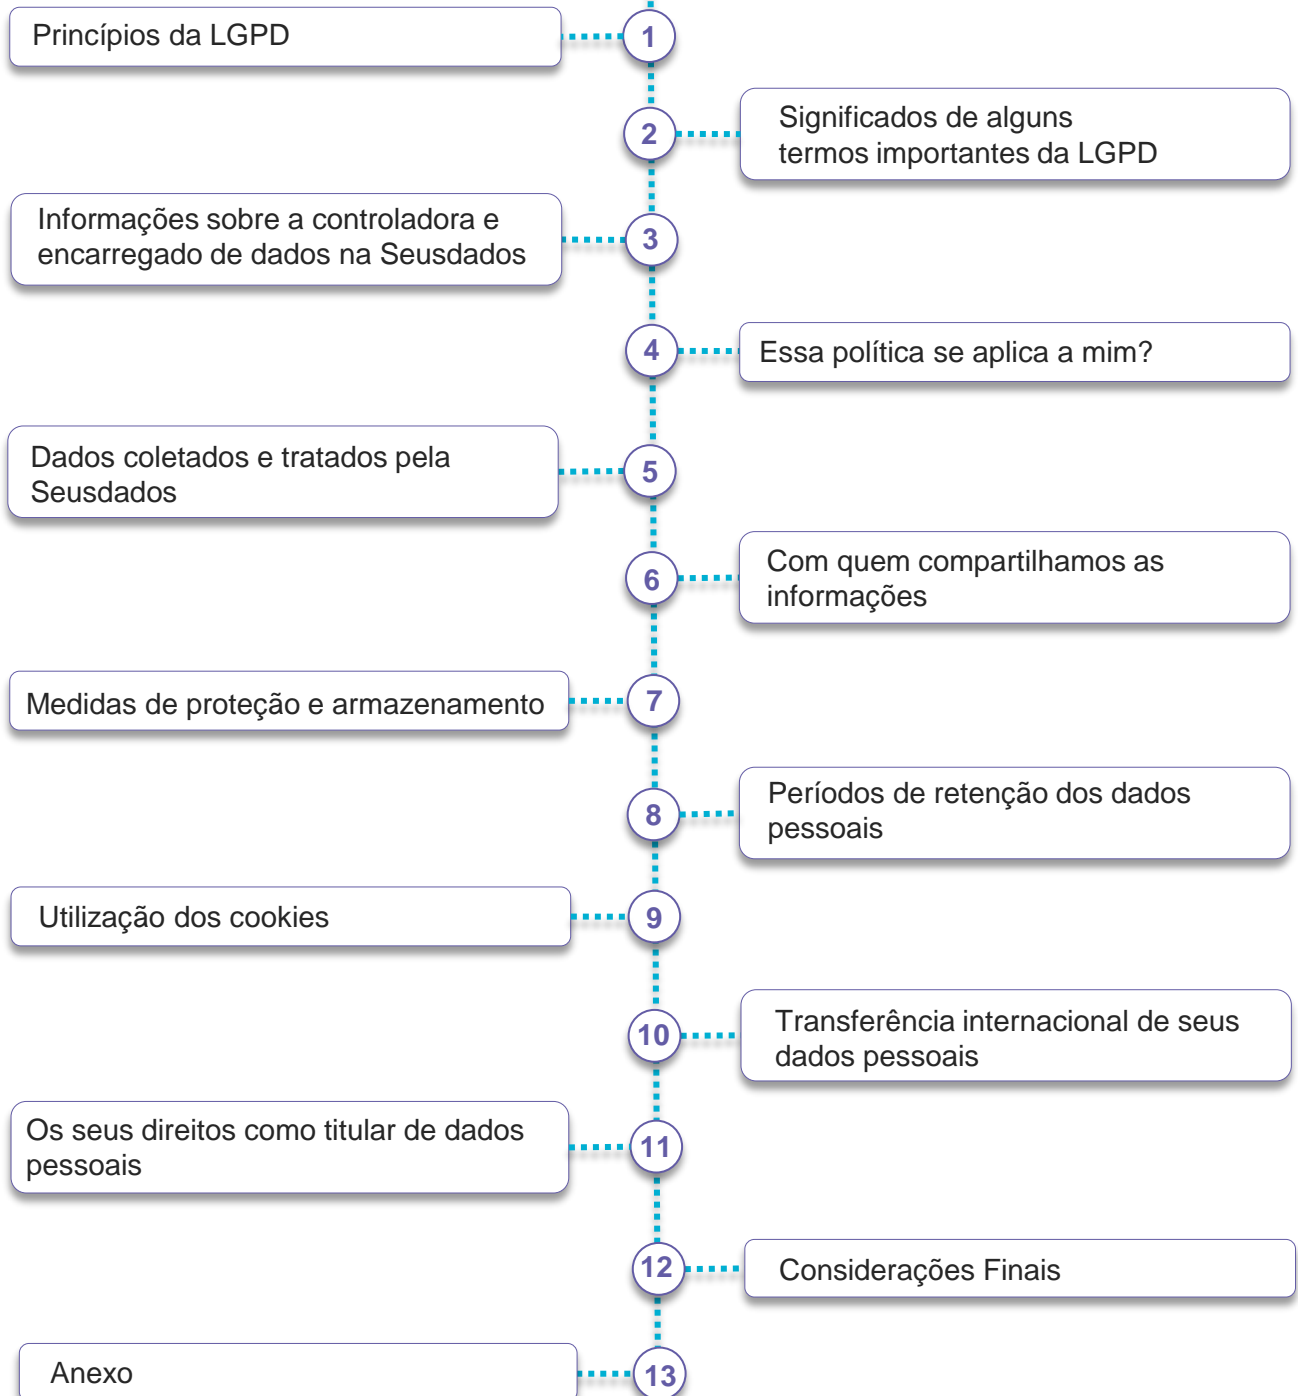 Princípios da LGPD
1
2
Significados de alguns
termos importantes da LGPD
Informações sobre a controladora e
encarregado de dados na Seusdados
3
4
Essa política se aplica a mim?
Dados coletados e tratados pela
Seusdados
5
6
Com quem compartilhamos as
informações
Medidas de proteção e armazenamento
7
8
Períodos de retenção dos dados
pessoais
Utilização dos cookies
9
10
Transferência internacional de seus
dados pessoais
Os seus direitos como titular de dados
pessoais
11
12
Considerações Finais
Anexo
13